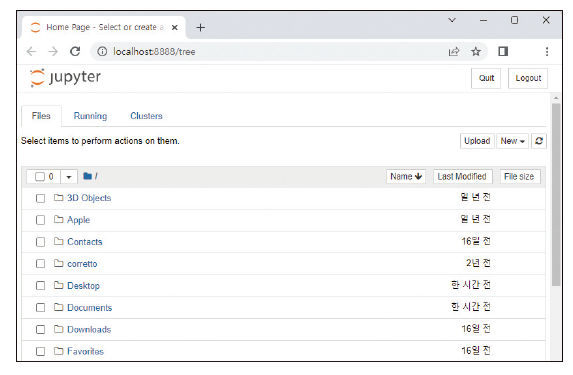 Home Page - Select or create a
localhost:8888/tree
jupyter
Quit Logout
Files Running Clusters
Select items to perform actions on them.
Upload New
0 / Name Last Modified File size
3D Objects 일 년 전
Apple 일 년 전
Contacts 16일 전
corretto 2년 전
Desktop 한 시간 전
Documents 한 시간 전
Downloads 16일 전
Favorites 16일 전